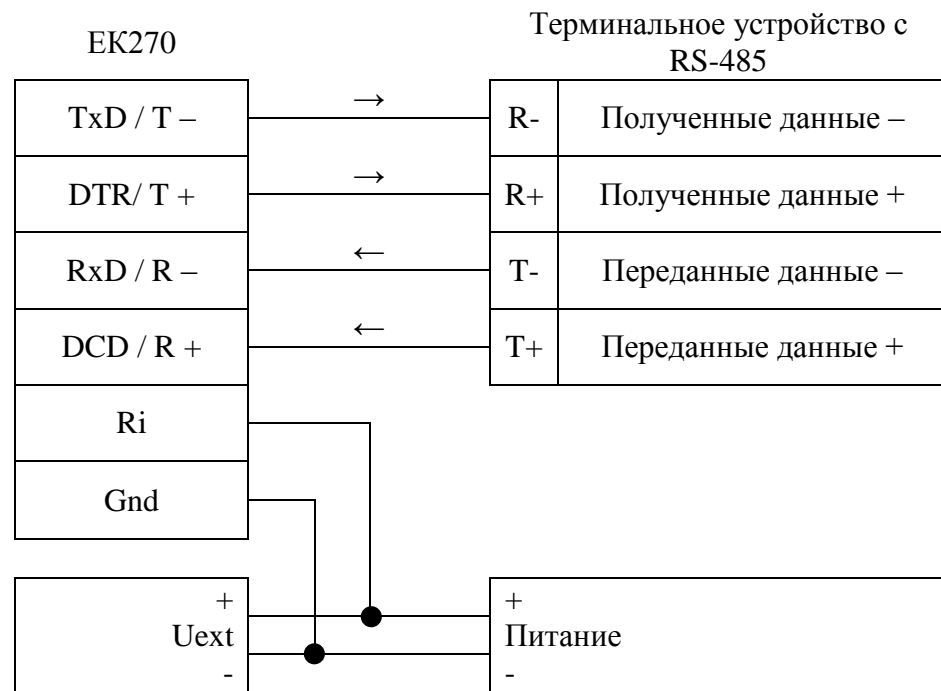 ЕК270
Терминальное устройство с
RS-485
TxD / T – → R- Полученные данные –
DTR/ T + → R+ Полученные данные +
RxD / R – ← T- Переданные данные –
DCD / R + ← T+ Переданные данные +
Ri
Gnd
+ +
Uext Питание
- -